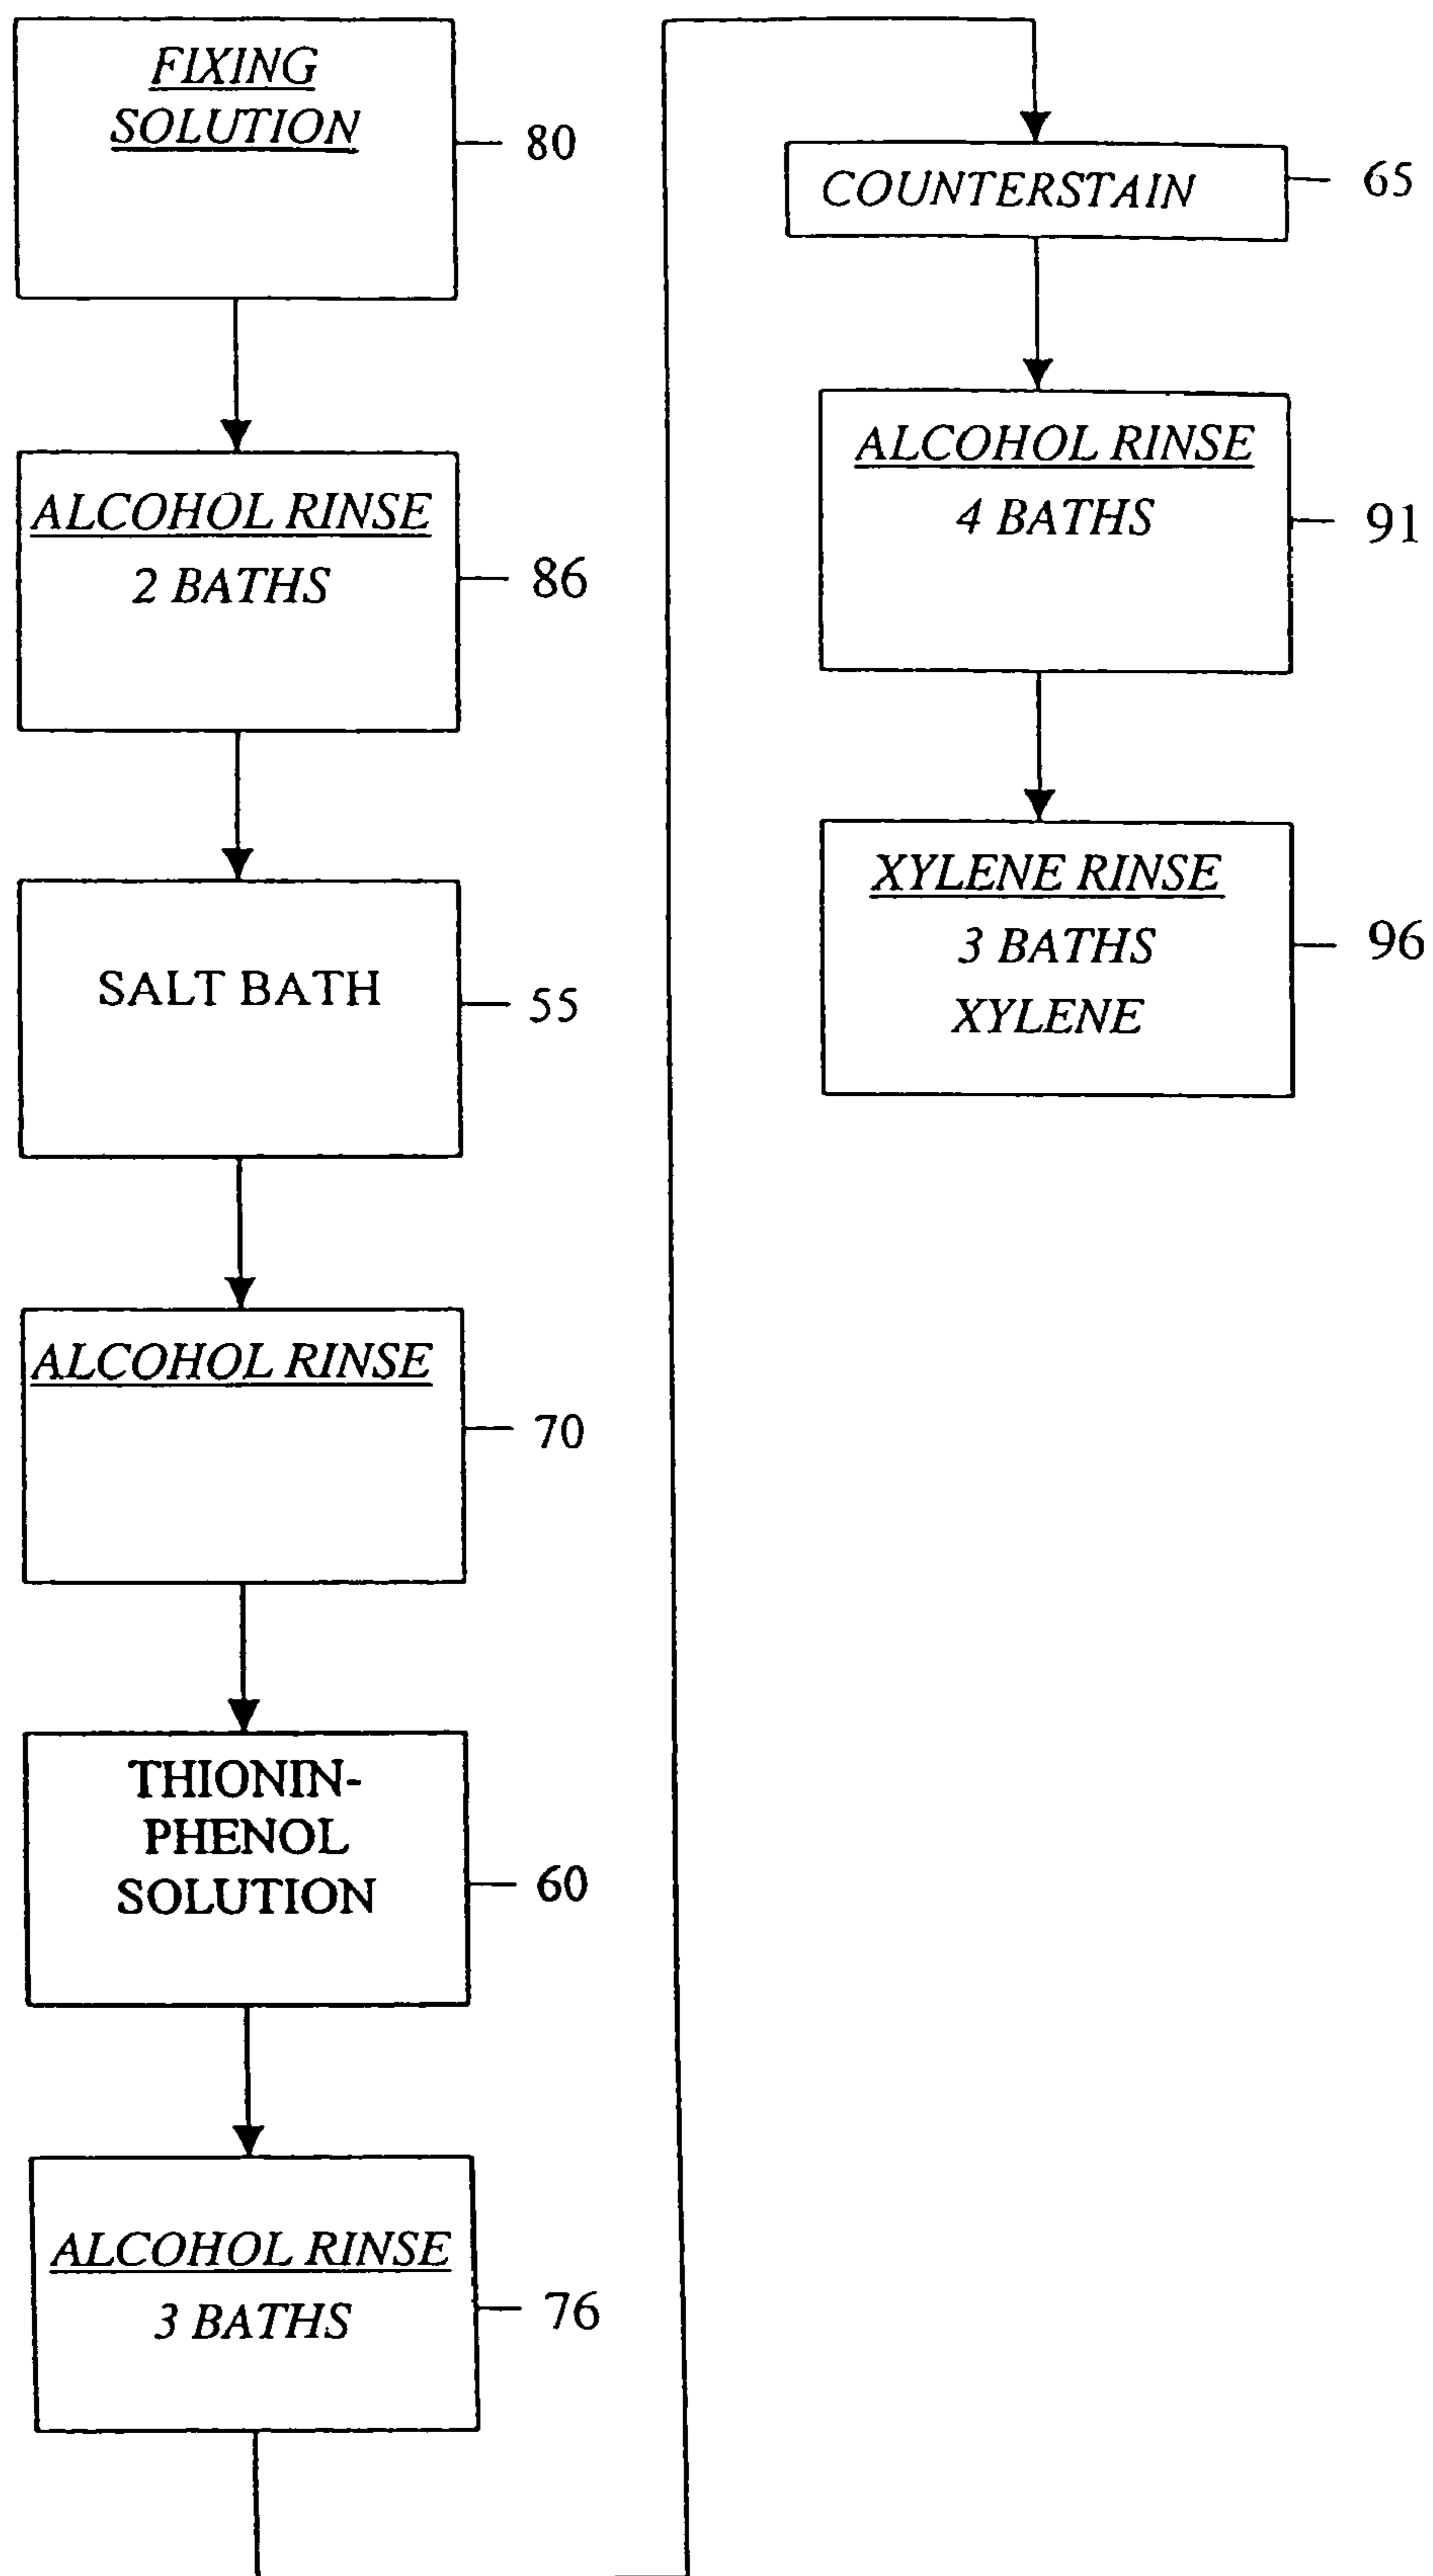 FIXING
SOLUTION
80
ALCOHOL RINSE
2 BATHS
86
SALT BATH
55
ALCOHOL RINSE
70
THIONIN-
PHENOL
SOLUTION
60
ALCOHOL RINSE
3 BATHS
76
COUNTERSTAIN
65
ALCOHOL RINSE
4 BATHS
91
XYLENE RINSE
3 BATHS
XYLENE
96